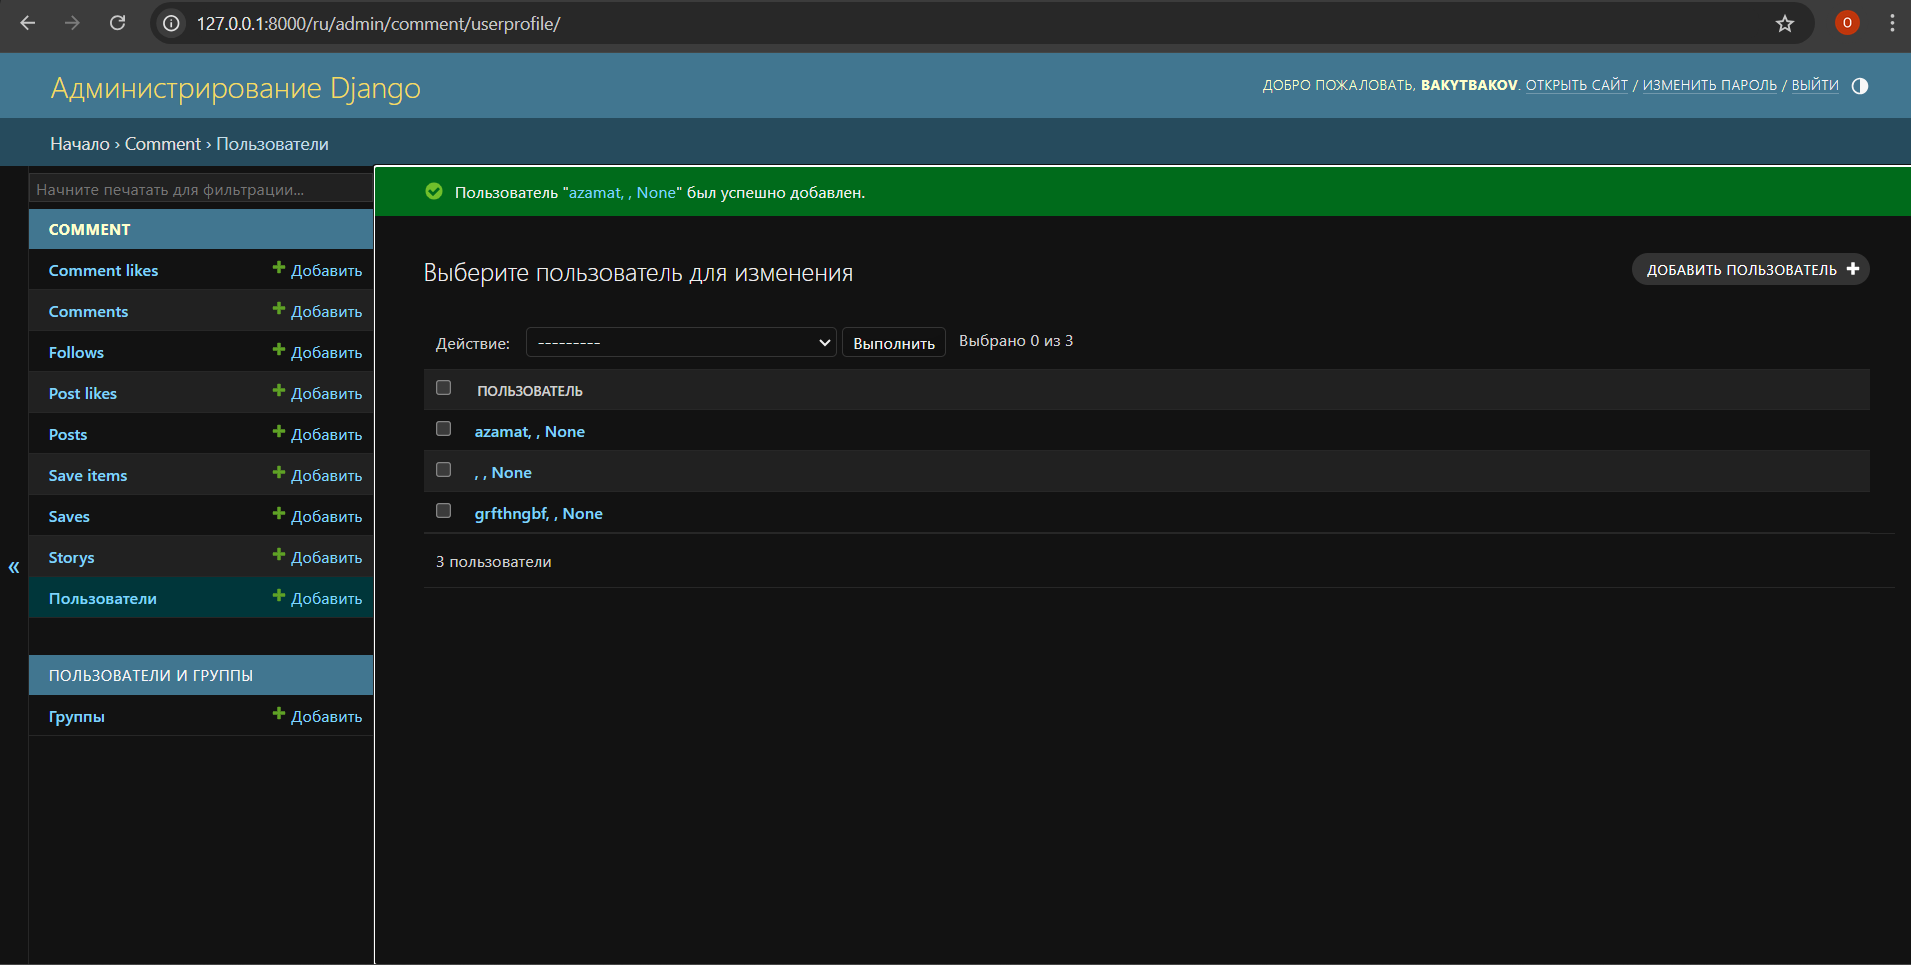 127.0.0.1:8000/ru/admin/comment/userprofile/
O
Администрирование Django
ДОБРО ПОЖАЛОВАТЬ, BAKYTBAKOV. ОТКРЫТЬ САЙТ / ИЗМЕНИТЬ ПАРОЛЬ / ВЫЙТИ
Начало › Comment › Пользователи
Начните печатать для фильтрации...
COMMENT
Comment likes Добавить
Comments Добавить
Follows Добавить
Post likes Добавить
Posts Добавить
Save items Добавить
Saves Добавить
Storys Добавить
Пользователи Добавить
ПОЛЬЗОВАТЕЛИ И ГРУППЫ
Группы Добавить
«
Пользователь "azamat, , None" был успешно добавлен.
Выберите пользователь для изменения
ДОБАВИТЬ ПОЛЬЗОВАТЕЛЬ
Действие: --------- Выполнить Выбрано 0 из 3
ПОЛЬЗОВАТЕЛЬ
azamat, , None
, , None
grfthngbf, , None
3 пользователи